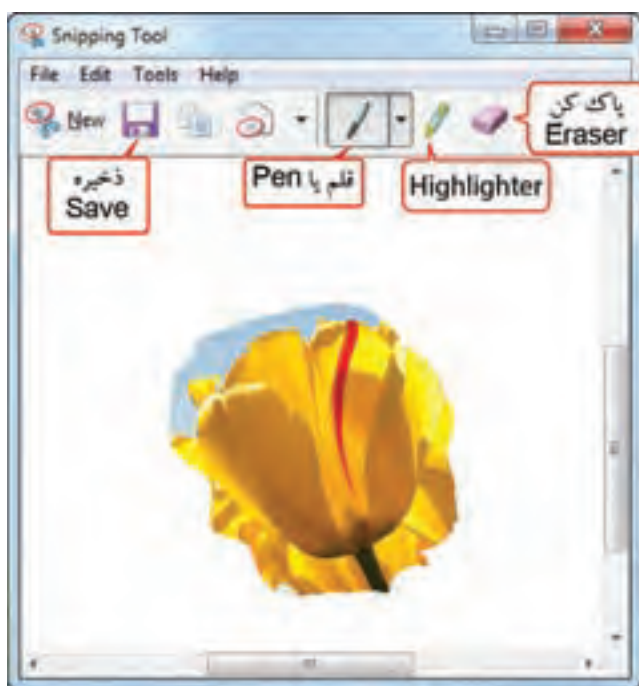 Snipping Tool
File Edit Tools Help
New
پاک کن
Eraser
ذخیره
Save
قلم یا Pen
Highlighter